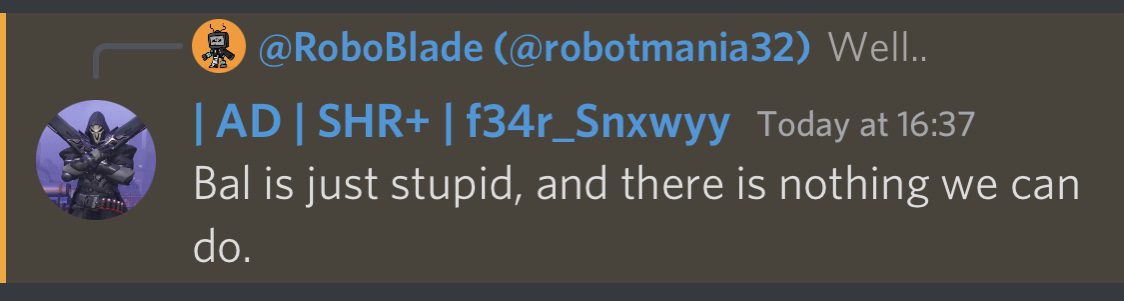 @RoboBlade (@robotmania32) Well..
| AD | SHR+ | f34r_Snxwyy Today at 16:37
Bal is just stupid, and there is nothing we can
do.